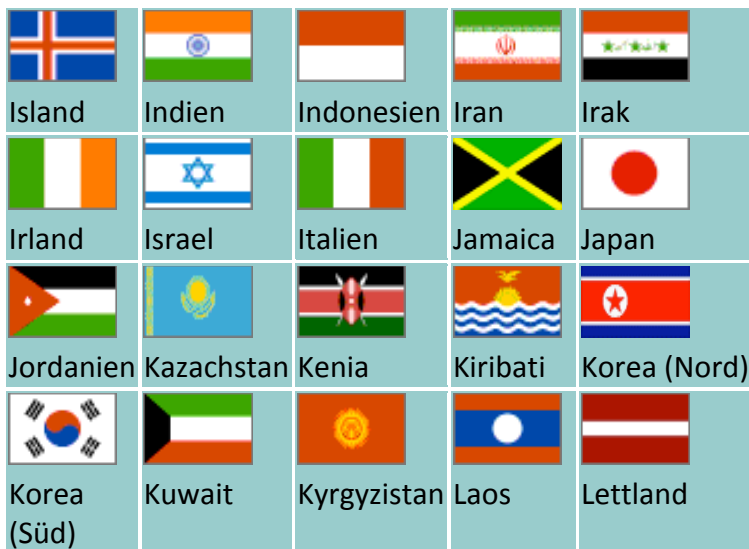 Island Indien Indonesien Iran Irak
Irland Israel Italien Jamaica Japan
Jordanien Kazachstan Kenia Kiribati Korea (Nord)
Korea (Süd) Kuwait Kyrgyzistan Laos Lettland